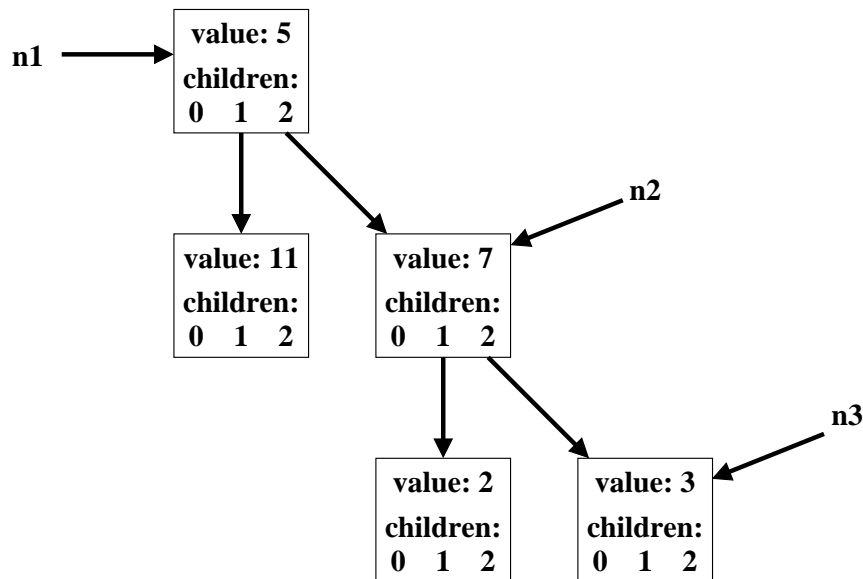 value: 5
n1
children:
0 1 2
n2
value: 11
children:
0 1 2
value: 7
children:
0 1 2
n3
value: 2
children:
0 1 2
value: 3
children:
0 1 2